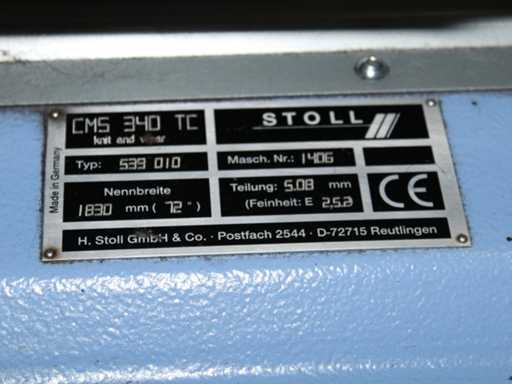 Made in Germany
CMS 340 TC
knit and wear
STOLL
Typ: 539 010
Masch. Nr.: 1406
Nennbreite
1830 mm ( 72 " )
Teilung: 5.08 mm
(Feinheit: E 2,5.2
CE
H. Stoll GmbH & Co. · Postfach 2544 · D-72715 Reutlingen